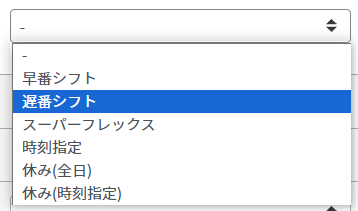 -
-
早番シフト
遅番シフト
スーパーフレックス
時刻指定
休み(全日)
休み(時刻指定)